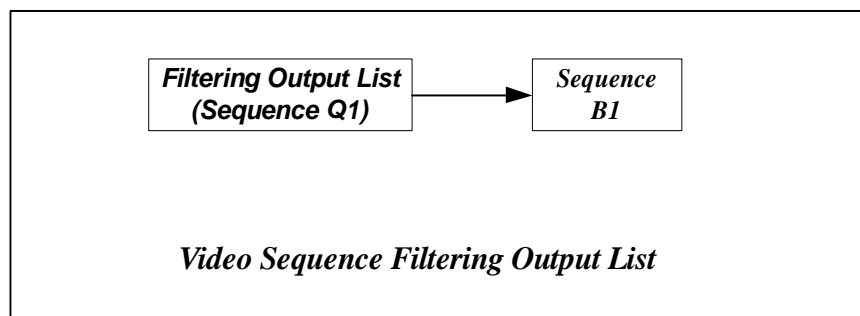 Filtering Output List
(Sequence Q1)
Sequence
B1
Video Sequence Filtering Output List